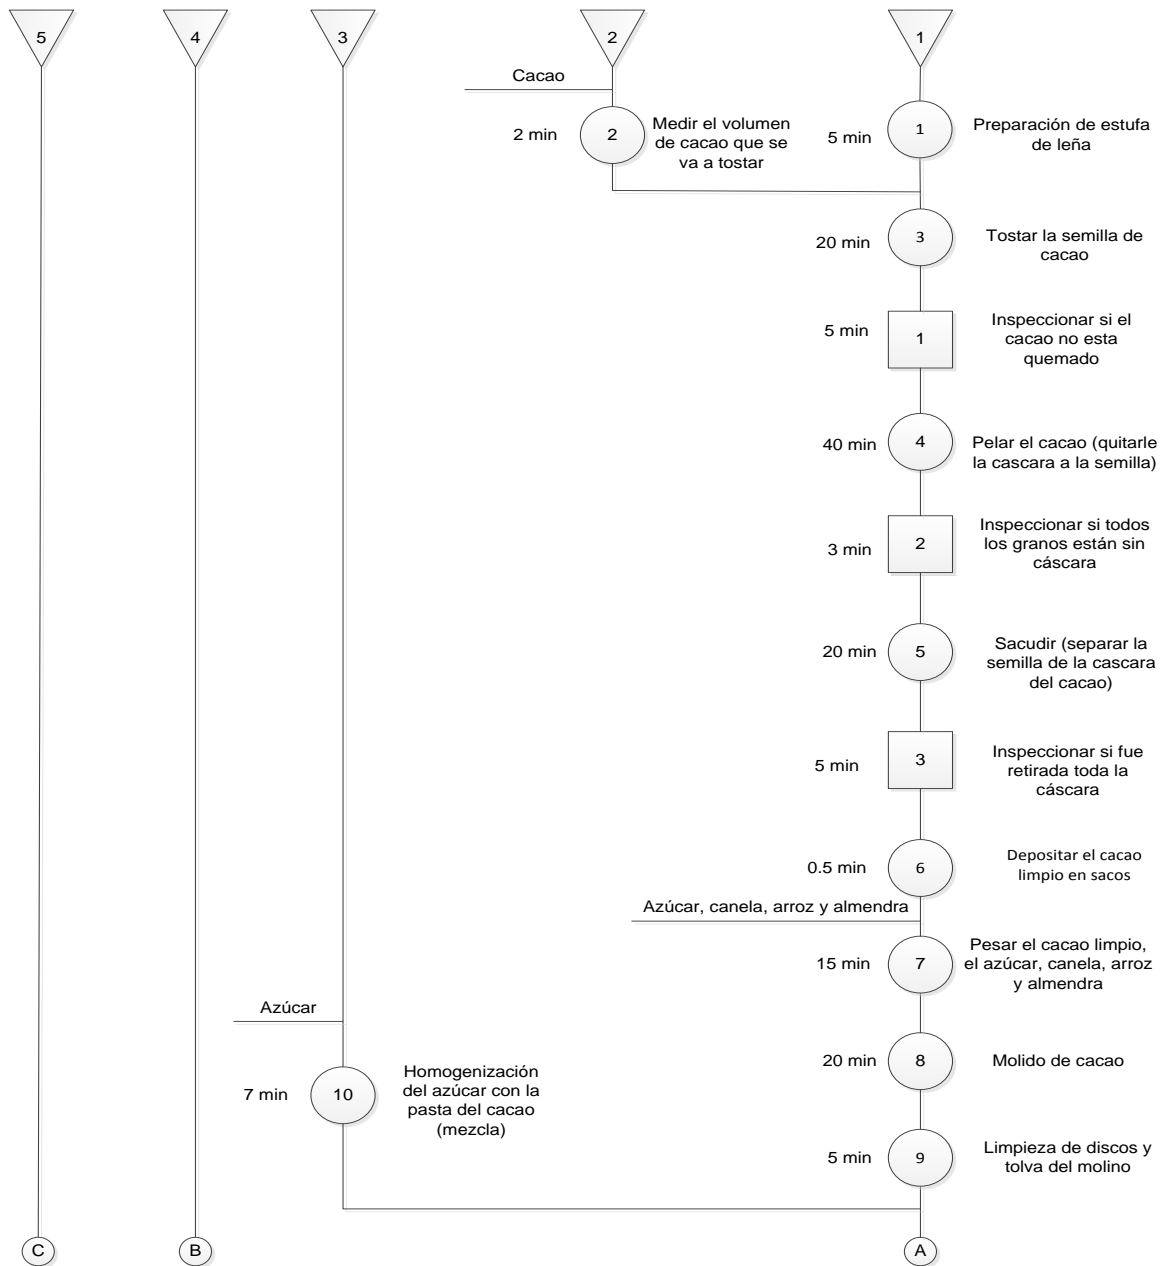 5
4
3
2
1
Cacao
2 min
2
Medir el volumen
de cacao que se
va a tostar
5 min
1
Preparación de estufa
de leña
20 min
3
Tostar la semilla de
cacao
5 min
1
Inspeccionar si el
cacao no esta
quemado
40 min
4
Pelar el cacao (quitarle
la cascara a la semilla)
3 min
2
Inspeccionar si todos
los granos están sin
cáscara
20 min
5
Sacudir (separar la
semilla de la cascara
del cacao)
5 min
3
Inspeccionar si fue
retirada toda la
cáscara
0.5 min
6
Depositar el cacao
limpio en sacos
Azúcar, canela, arroz y almendra
15 min
7
Pesar el cacao limpio,
el azúcar, canela, arroz
y almendra
Azúcar
7 min
10
Homogenización
del azúcar con la
pasta del cacao
(mezcla)
20 min
8
Molido de cacao
5 min
9
Limpieza de discos y
tolva del molino
C
B
A